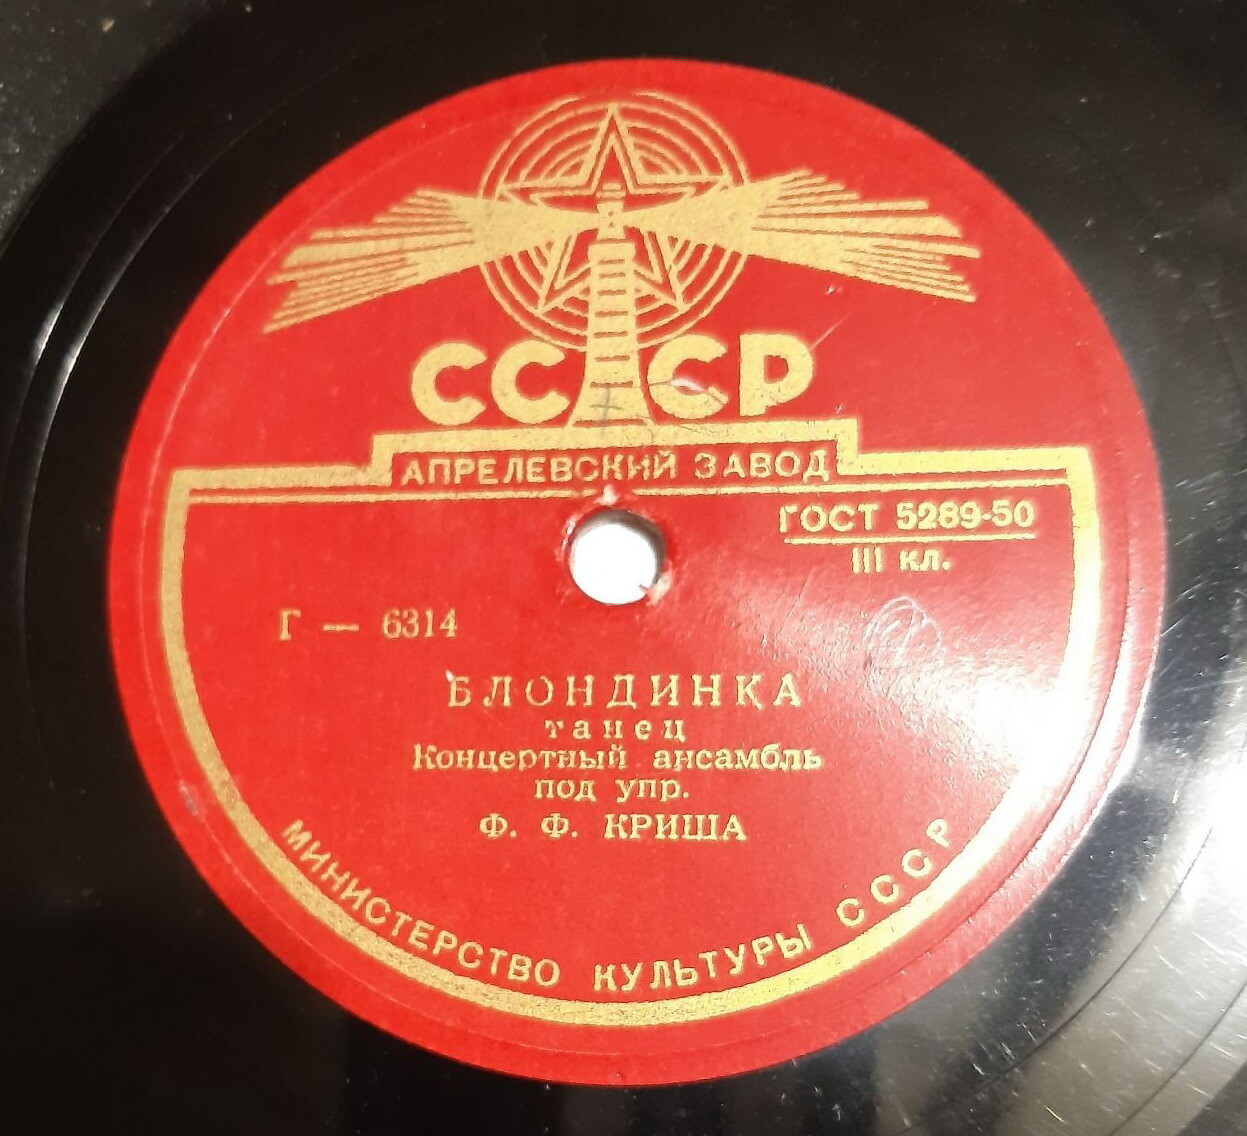 СССР
АПРЕЛЕВСКИЙ ЗАВОД
ГОСТ 5289-50
III кл.
Г — 6314
БЛОНДИНКА
танец
Концертный ансамбль
под упр.
Ф. Ф. КРИША
МИНИСТЕРСТВО КУЛЬТУРЫ СССР